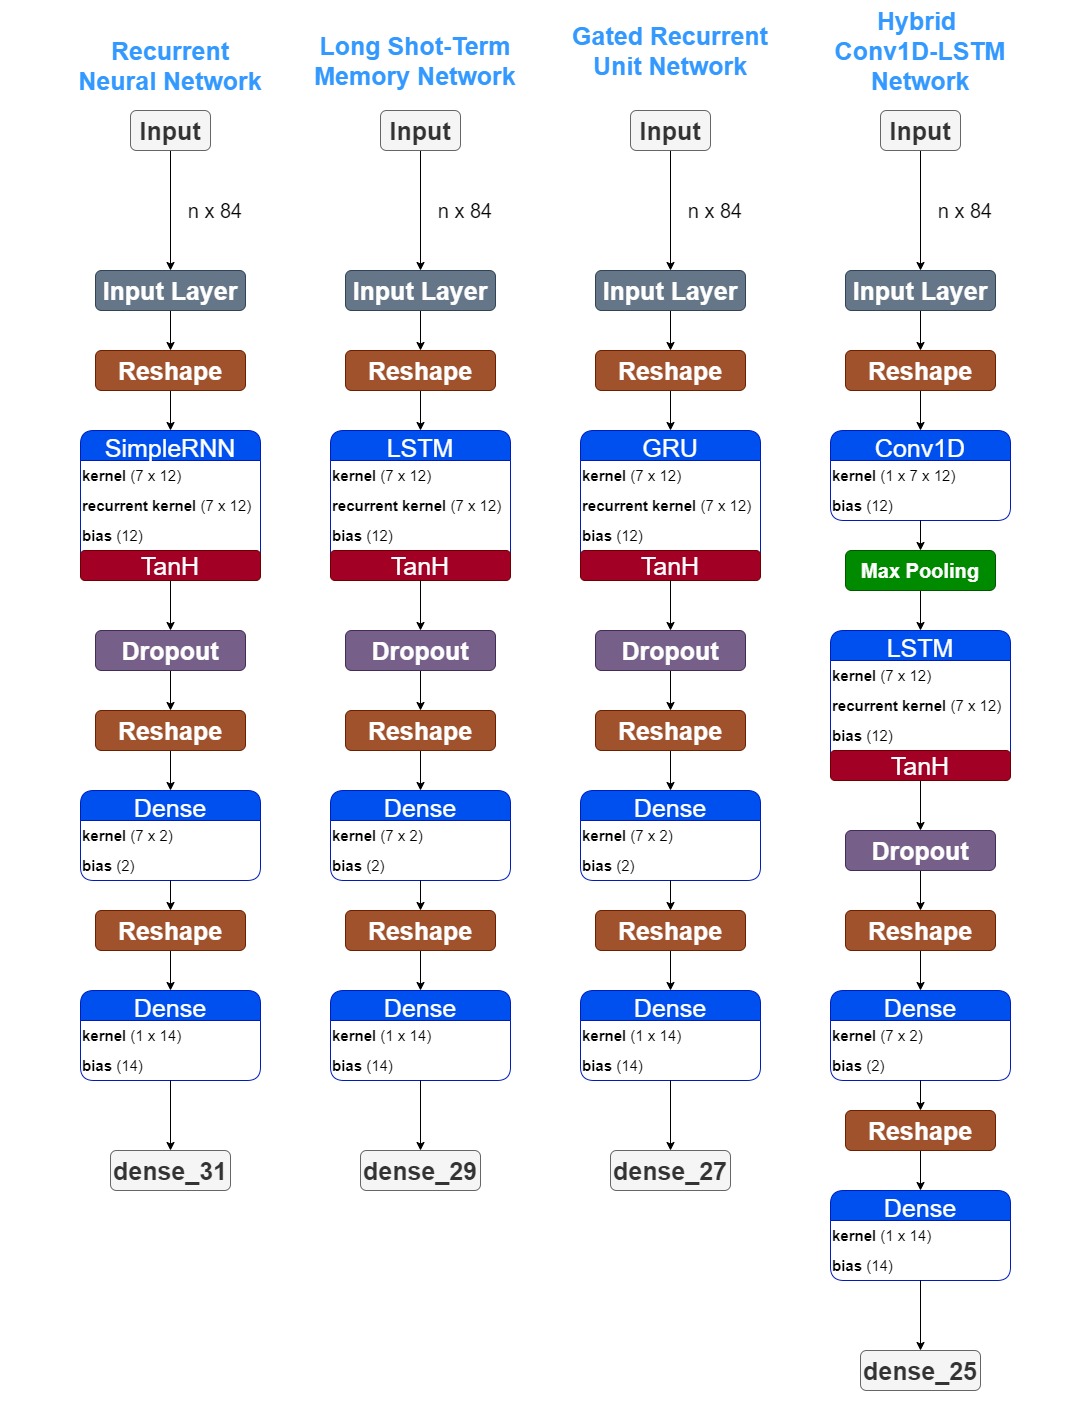 Recurrent
Neural Network
Input
n x 84
Input Layer
Reshape
SimpleRNN
kernel (7 x 12)
recurrent kernel (7 x 12)
bias (12)
TanH
Dropout
Reshape
Dense
kernel (7 x 2)
bias (2)
Reshape
Dense
kernel (1 x 14)
bias (14)
dense_31
Long Shot-Term
Memory Network
Input
n x 84
Input Layer
Reshape
LSTM
kernel (7 x 12)
recurrent kernel (7 x 12)
bias (12)
TanH
Dropout
Reshape
Dense
kernel (7 x 2)
bias (2)
Reshape
Dense
kernel (1 x 14)
bias (14)
dense_29
Gated Recurrent
Unit Network
Input
n x 84
Input Layer
Reshape
GRU
kernel (7 x 12)
recurrent kernel (7 x 12)
bias (12)
TanH
Dropout
Reshape
Dense
kernel (7 x 2)
bias (2)
Reshape
Dense
kernel (1 x 14)
bias (14)
dense_27
Hybrid
Conv1D-LSTM
Network
Input
n x 84
Input Layer
Reshape
Conv1D
kernel (1 x 7 x 12)
bias (12)
Max Pooling
LSTM
kernel (7 x 12)
recurrent kernel (7 x 12)
bias (12)
TanH
Dropout
Reshape
Dense
kernel (7 x 2)
bias (2)
Reshape
Dense
kernel (1 x 14)
bias (14)
dense_25